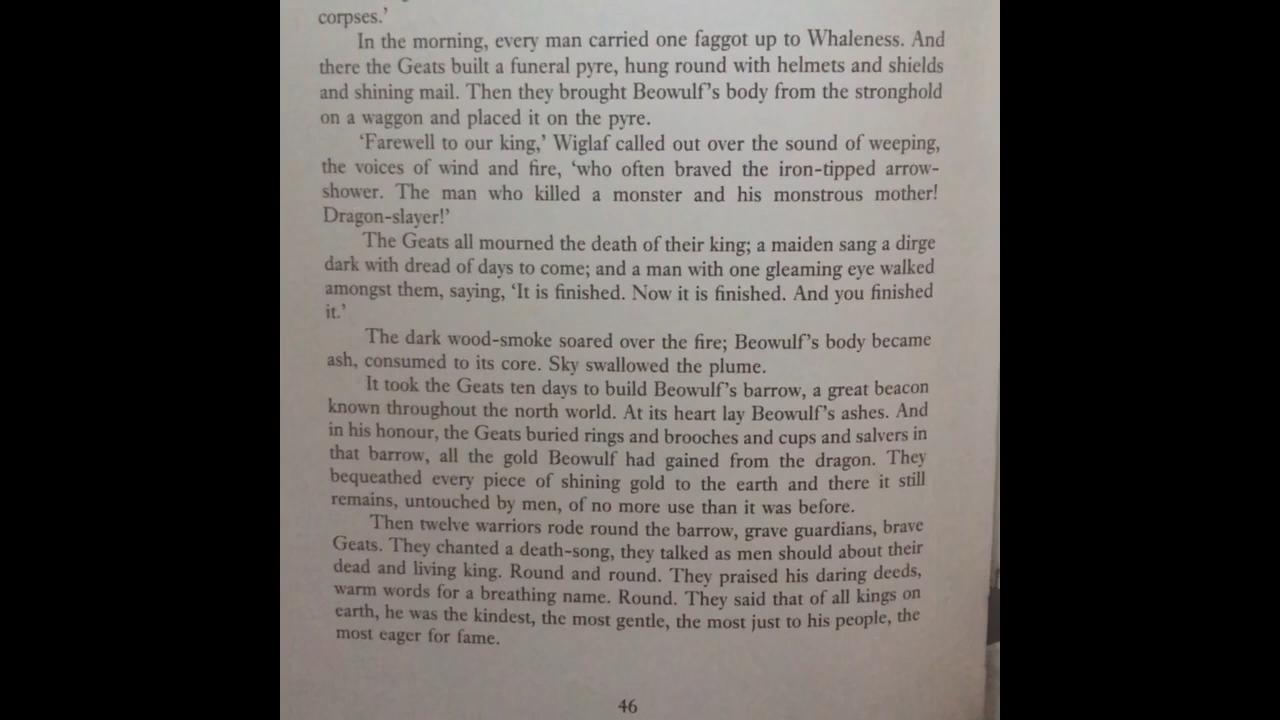 corpses.’
In the morning, every man carried one faggot up to Whaleness. And
there the Geats built a funeral pyre, hung round with helmets and shields
and shining mail. Then they brought Beowulf’s body from the stronghold
on a waggon and placed it on the pyre.
‘Farewell to our king,’ Wiglaf called out over the sound of weeping,
the voices of wind and fire, ‘who often braved the iron-tipped arrow-
shower. The man who killed a monster and his monstrous mother!
Dragon-slayer!’
The Geats all mourned the death of their king; a maiden sang a dirge
dark with dread of days to come; and a man with one gleaming eye walked
amongst them, saying, ‘It is finished. Now it is finished. And you finished
it.’
The dark wood-smoke soared over the fire; Beowulf’s body became
ash, consumed to its core. Sky swallowed the plume.
It took the Geats ten days to build Beowulf’s barrow, a great beacon
known throughout the north world. At its heart lay Beowulf’s ashes. And
in his honour, the Geats buried rings and brooches and cups and salvers in
that barrow, all the gold Beowulf had gained from the dragon. They
bequeathed every piece of shining gold to the earth and there it still
remains, untouched by men, of no more use than it was before.
Then twelve warriors rode round the barrow, grave guardians, brave
Geats. They chanted a death-song, they talked as men should about their
dead and living king. Round and round. They praised his daring deeds,
warm words for a breathing name. Round. They said that of all kings on
earth, he was the kindest, the most gentle, the most just to his people, the
most eager for fame.
46